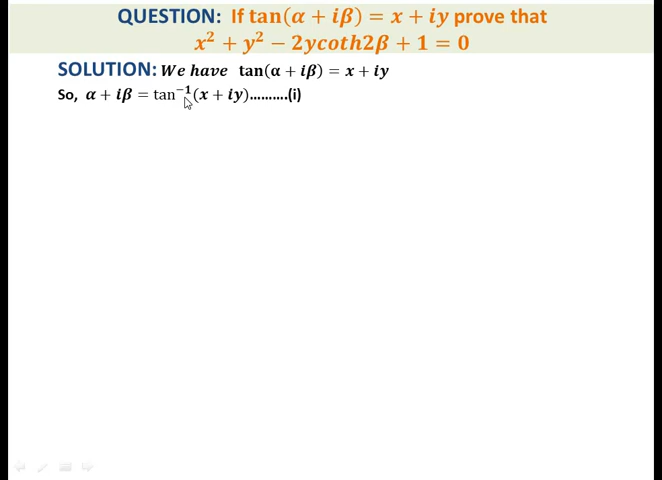 QUESTION: If tan(α + iβ) = x + iy prove that
x² + y² − 2ycoth2β + 1 = 0
SOLUTION: We have tan(α + iβ) = x + iy
So, α + iβ = tan⁻¹(x + iy)..........(i)